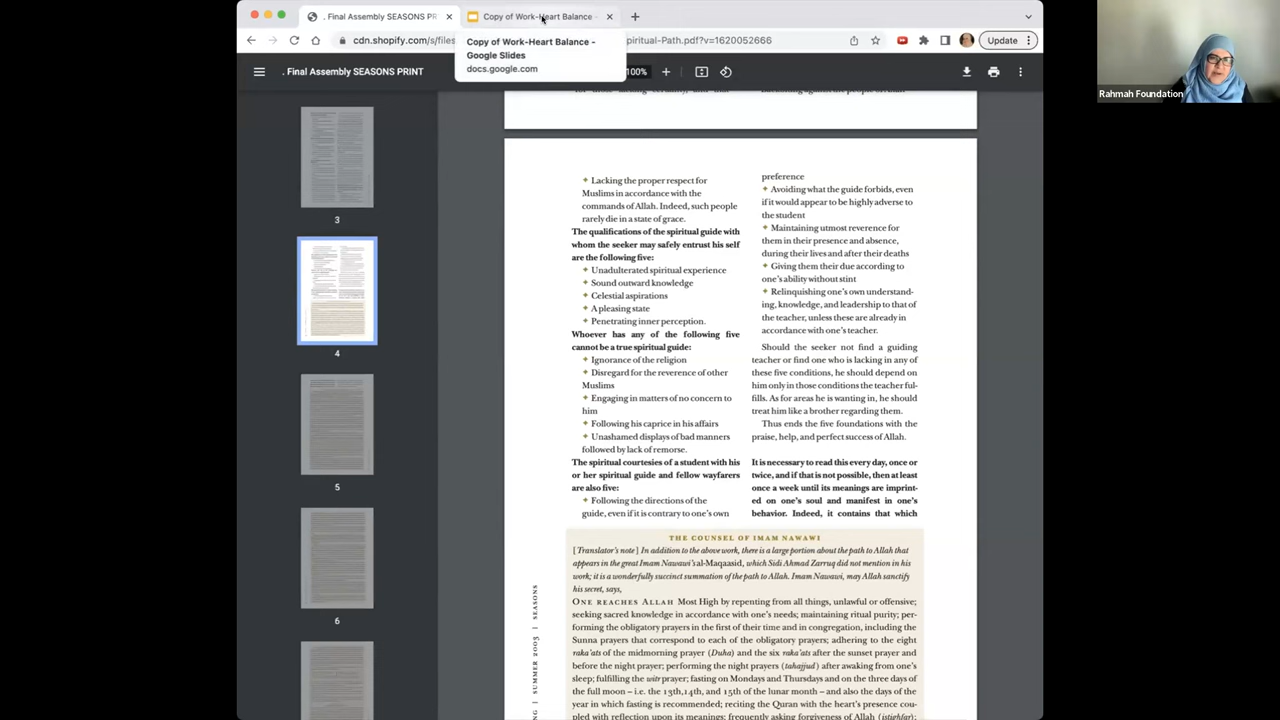 . Final Assembly SEASONS PR
Copy of Work-Heart Balance -
cdn.shopify.com/s/files
piritual-Path.pdf?v=1620052666
Update
Copy of Work-Heart Balance -
Google Slides
docs.google.com
. Final Assembly SEASONS PRINT
100%
Rahmah Foundation
3
4
5
6
✦ Lacking the proper respect for
Muslims in accordance with the
commands of Allah. Indeed, such people
rarely die in a state of grace.
The qualifications of the spiritual guide with
whom the seeker may safely entrust his self
are the following five:
✦ Unadulterated spiritual experience
✦ Sound outward knowledge
✦ Celestial aspirations
✦ A pleasing state
✦ Penetrating inner perception.
Whoever has any of the following five
cannot be a true spiritual guide:
✦ Ignorance of the religion
✦ Disregard for the reverence of other
Muslims
✦ Engaging in matters of no concern to
him
✦ Following his caprice in his affairs
✦ Unashamed displays of bad manners
followed by lack of remorse.
The spiritual courtesies of a student with his
or her spiritual guide and fellow wayfarers
are also five:
✦ Following the directions of the
guide, even if it is contrary to one's own
preference
✦ Avoiding what the guide forbids, even
if it would appear to be highly adverse to
the student
✦ Maintaining utmost reverence for
them in their presence and absence,
during their lives and after their deaths
✦ Giving them their due according to
one's ability without stint
✦ Relinquishing one's own understand-
ing, knowledge, and leadership to that of
the teacher, unless these are already in
accordance with one's teacher.
Should the seeker not find a guiding
teacher or find one who is lacking in any of
these five conditions, he should depend on
him only in those conditions the teacher ful-
fills. As for areas he is wanting in, he should
treat him like a brother regarding them.
Thus ends the five foundations with the
praise, help, and perfect success of Allah.
It is necessary to read this every day, once or
twice, and if that is not possible, then at least
once a week until its meanings are imprint-
ed on one's soul and manifest in one's
behavior. Indeed, it contains that which
THE COUNSEL OF IMAM NAWAWI
[Translator's note] In addition to the above work, there is a large portion about the path to Allah that
appears in the great Imam Nawawi's al-Maqaasid, which Sidi Ahmad Zarruq did not mention in his
work; it is a wonderfully succinct summation of the path to Allah. Imam Nawawi, may Allah sanctify
his secret, says,
ONE REACHES ALLAH Most High by repenting from all things, unlawful or offensive;
seeking sacred knowledge in accordance with one's needs; maintaining ritual purity; per-
forming the obligatory prayers in the first of their time and in congregation, including the
Sunna prayers that correspond to each of the obligatory prayers; adhering to the eight
raka'ats of the midmorning prayer (Duha) and the six raka'ats after the sunset prayer and
before the night prayer; performing the night prayers (tahajjud) after awaking from one's
sleep; fulfilling the witr prayer; fasting on Mondays and Thursdays and on the three days of
the full moon – i.e. the 13th,14th, and 15th of the lunar month – and also the days of the
year in which fasting is recommended; reciting the Quran with the heart's presence cou-
pled with reflection upon its meanings; frequently asking forgiveness of Allah (istighfar);
| SUMMER 2003 | SEASONS